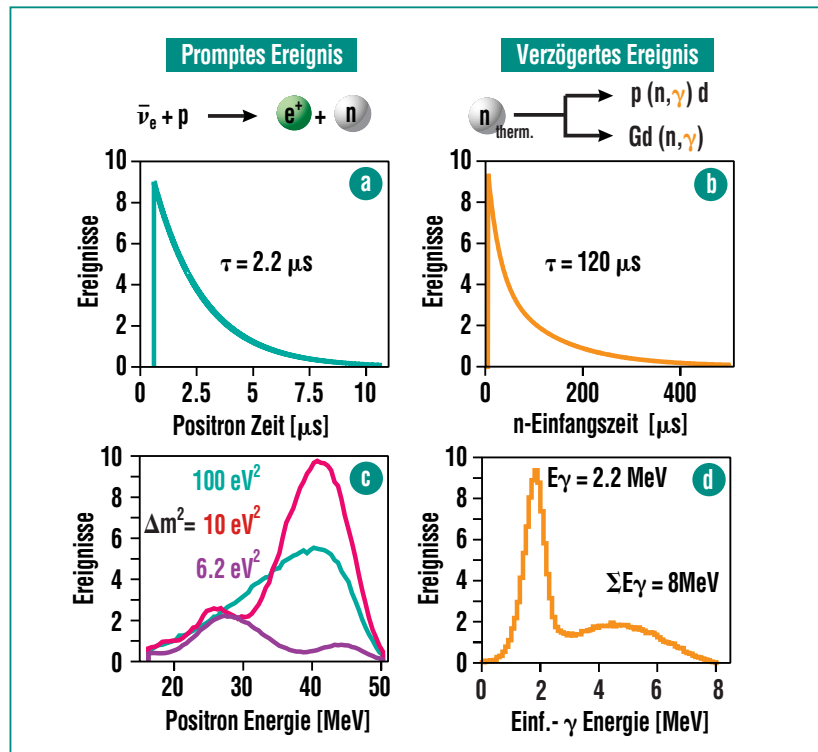 Promptes Ereignis
ν̄e + p → e+ + n
Ereignisse
10
8
6
4
2
0
a
τ = 2.2 μs
0 2.5 5 7.5 10
Positron Zeit [μs]
Verzögertes Ereignis
n therm.
p (n,γ) d
Gd (n,γ)
Ereignisse
10
8
6
4
2
0
b
τ = 120 μs
0 200 400
n-Einfangszeit [μs]
Ereignisse
10
8
6
4
2
0
c
100 eV²
Δm² = 10 eV²
6.2 eV²
20 30 40 50
Positron Energie [MeV]
Ereignisse
10
8
6
4
2
0
d
Eγ = 2.2 MeV
ΣEγ = 8MeV
0 2 4 6 8
Einf.- γ Energie [MeV]